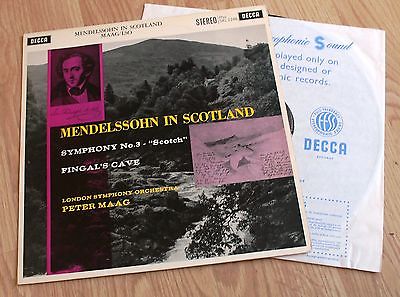 DECCA
MENDELSSOHN IN SCOTLAND
MAAG/LSO
STEREO
DECCA
MENDELSSOHN IN SCOTLAND
SYMPHONY No.3 - "Scotch"
FINGAL'S CAVE
LONDON SYMPHONY ORCHESTRA
PETER MAAG
ophonic Sound
played only on
designed or
nic records.
DECCA